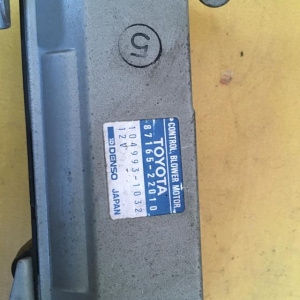 5
CONTROL, BLOWER MOTOR
TOYOTA
87165-22010
104993-1032
12V
DENSO JAPAN